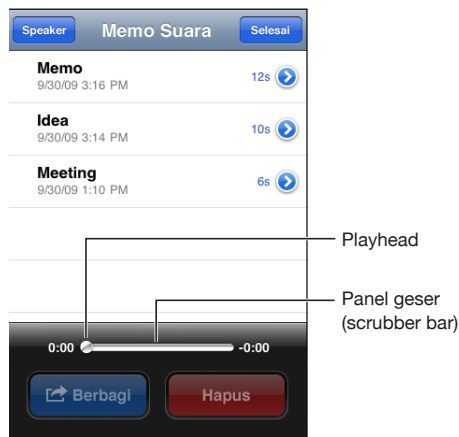 Speaker Memo Suara Selesai
Memo
9/30/09 3:16 PM
12s
Idea
9/30/09 3:14 PM
10s
Meeting
9/30/09 1:10 PM
6s
Playhead
Panel geser
(scrubber bar)
0:00 -0:00
Berbagi Hapus